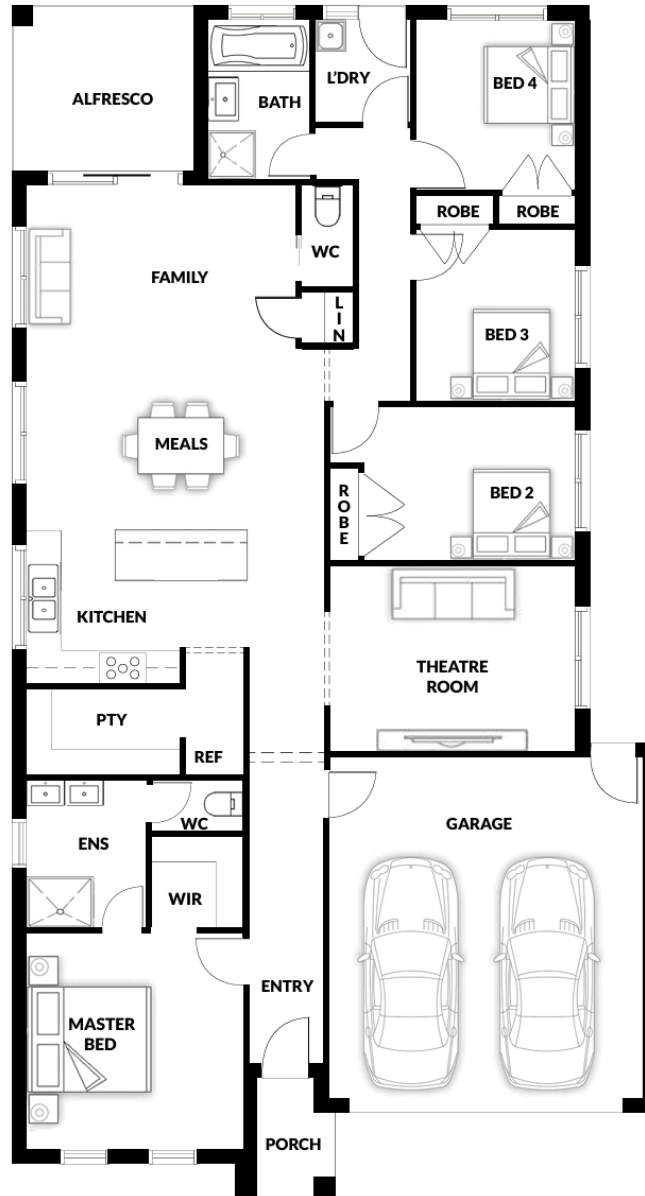 ALFRESCO
BATH
L'DRY
BED 4
ROBE
ROBE
WC
FAMILY
L
I
N
BED 3
MEALS
R
O
B
E
BED 2
KITCHEN
THEATRE
ROOM
PTY
REF
WC
ENS
GARAGE
WIR
ENTRY
MASTER
BED
PORCH